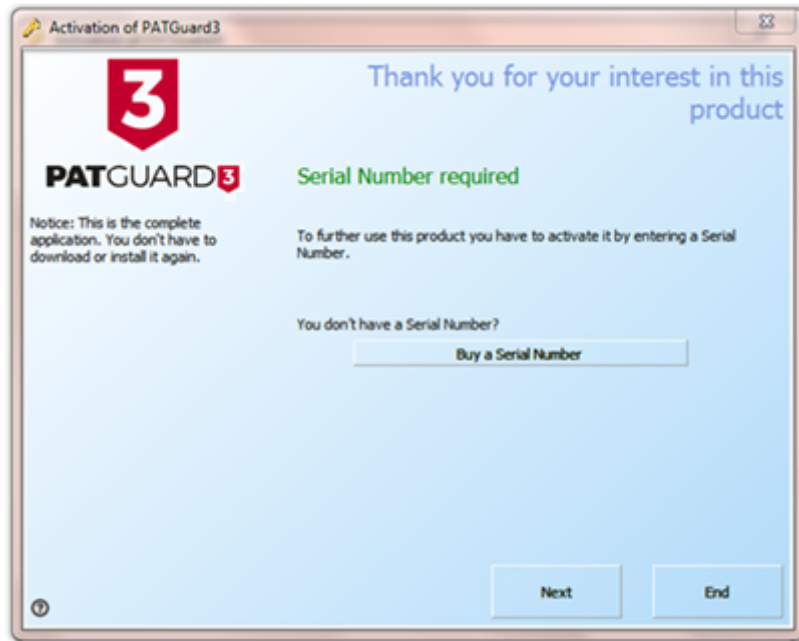 Activation of PATGuard3
3
PATGUARD3
Notice: This is the complete
application. You don't have to
download or install it again.
Thank you for your interest in this
product
Serial Number required
To further use this product you have to activate it by entering a Serial
Number.
You don't have a Serial Number?
Buy a Serial Number
Next
End
?